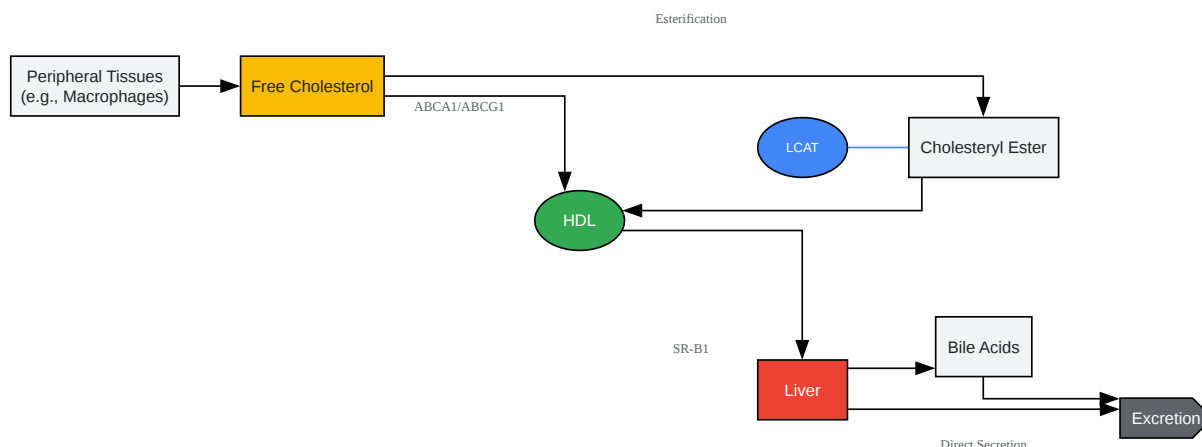 Esterification
Peripheral Tissues
(e.g., Macrophages)
Free Cholesterol
ABCA1/ABCG1
LCAT
Cholesteryl Ester
HDL
SR-B1
Bile Acids
Liver
Excretion
Direct Secretion